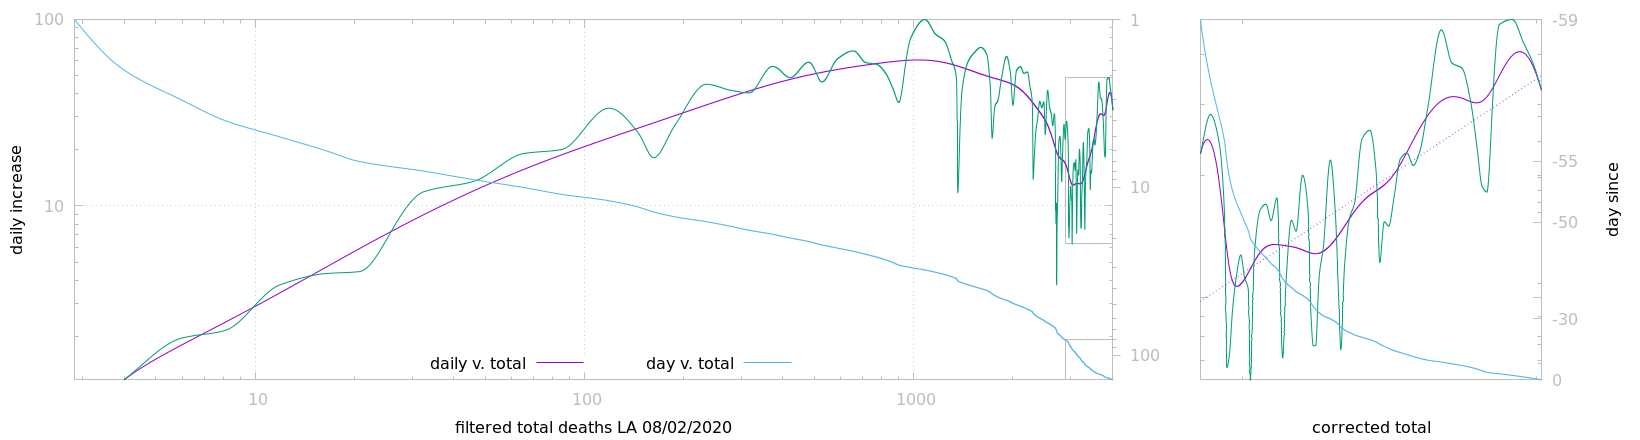 100
10
daily increase
10
100
1000
1
10
100
daily v. total
day v. total
filtered total deaths LA 08/02/2020
-59
-55
-50
-30
0
day since
corrected total